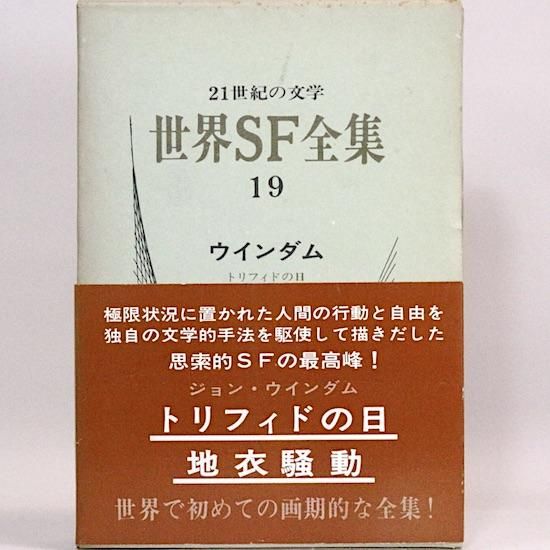 21世紀の文学
世界SF全集
19
ウインダム
トリフィドの日
極限状況に置かれた人間の行動と自由を
独自の文学的手法を駆使して描きだした
思索的SFの最高峰!
ジョン・ウインダム
トリフィドの日
地衣騒動
世界で初めての画期的な全集!